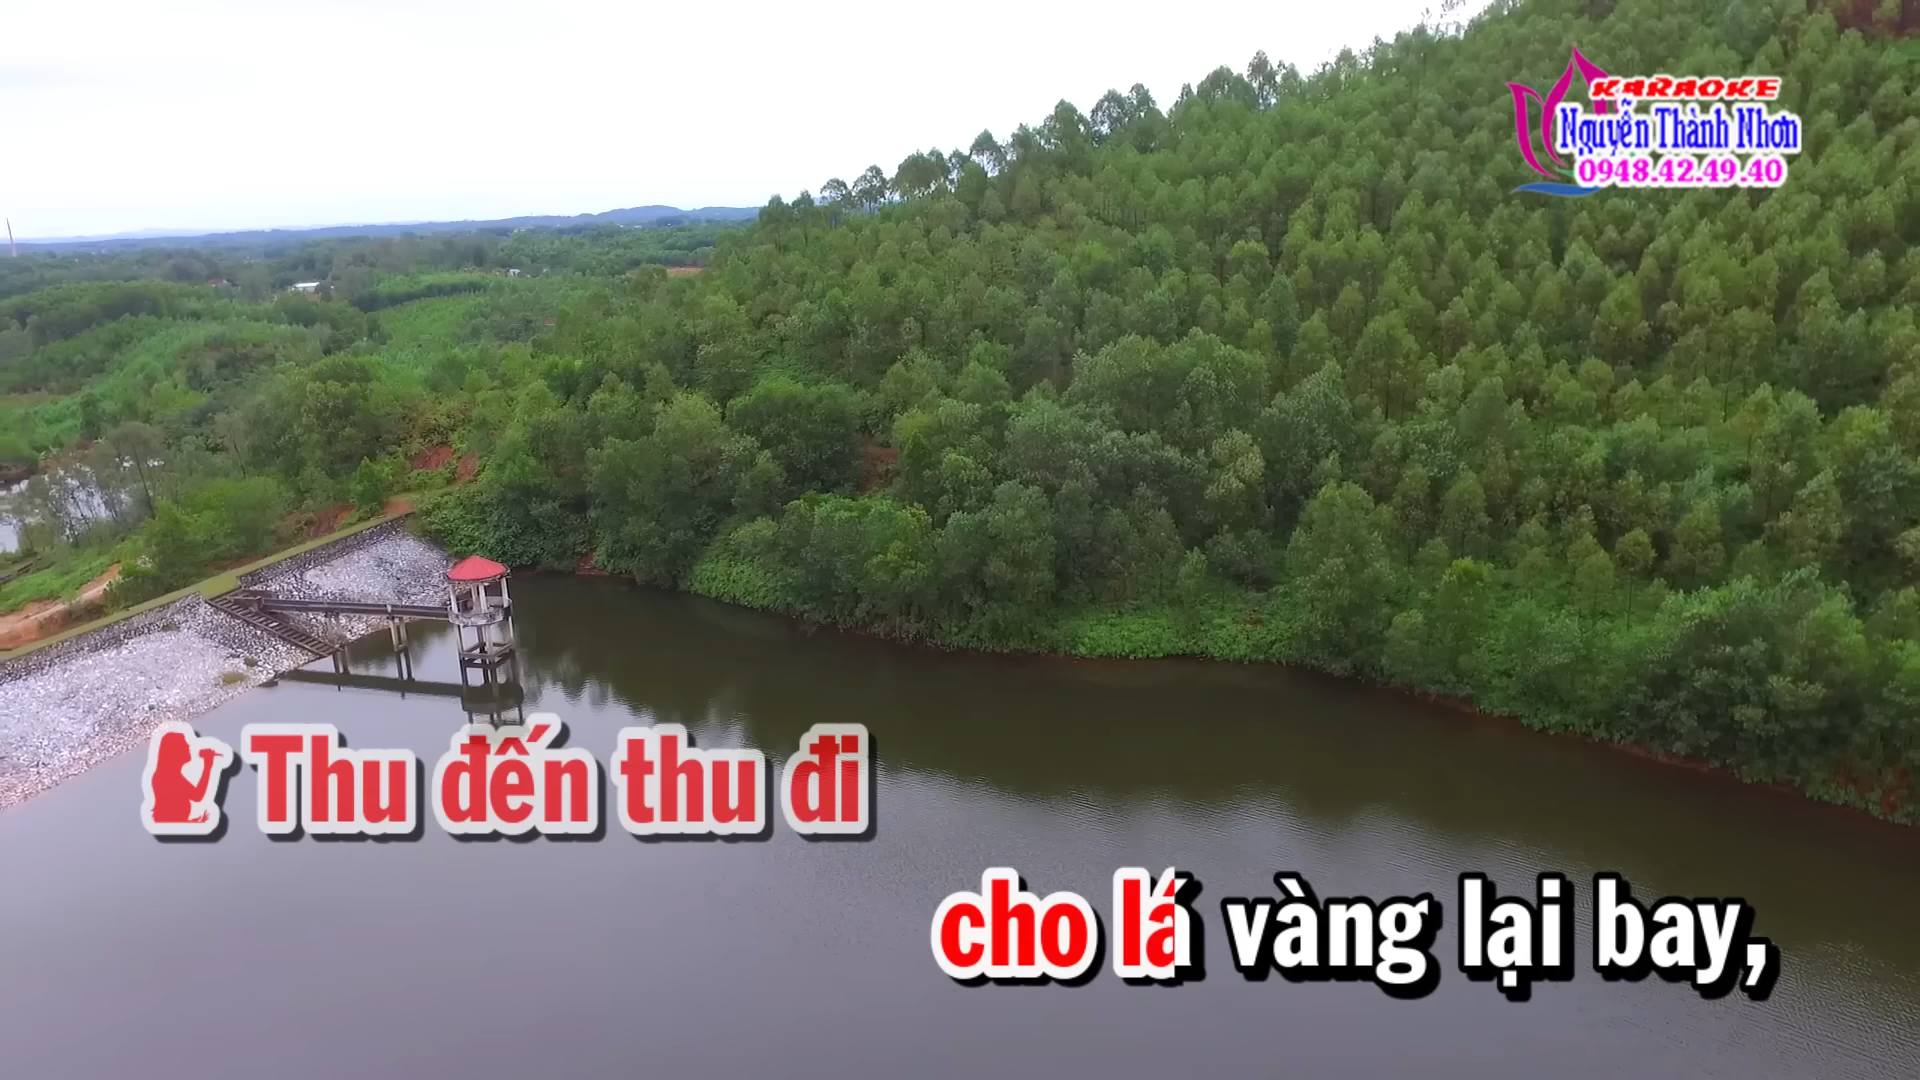 KARAOKE
Nguyễn Thành Nhơn
0948.42.49.40
Thu đến thu đi
cho lá vàng lại bay,